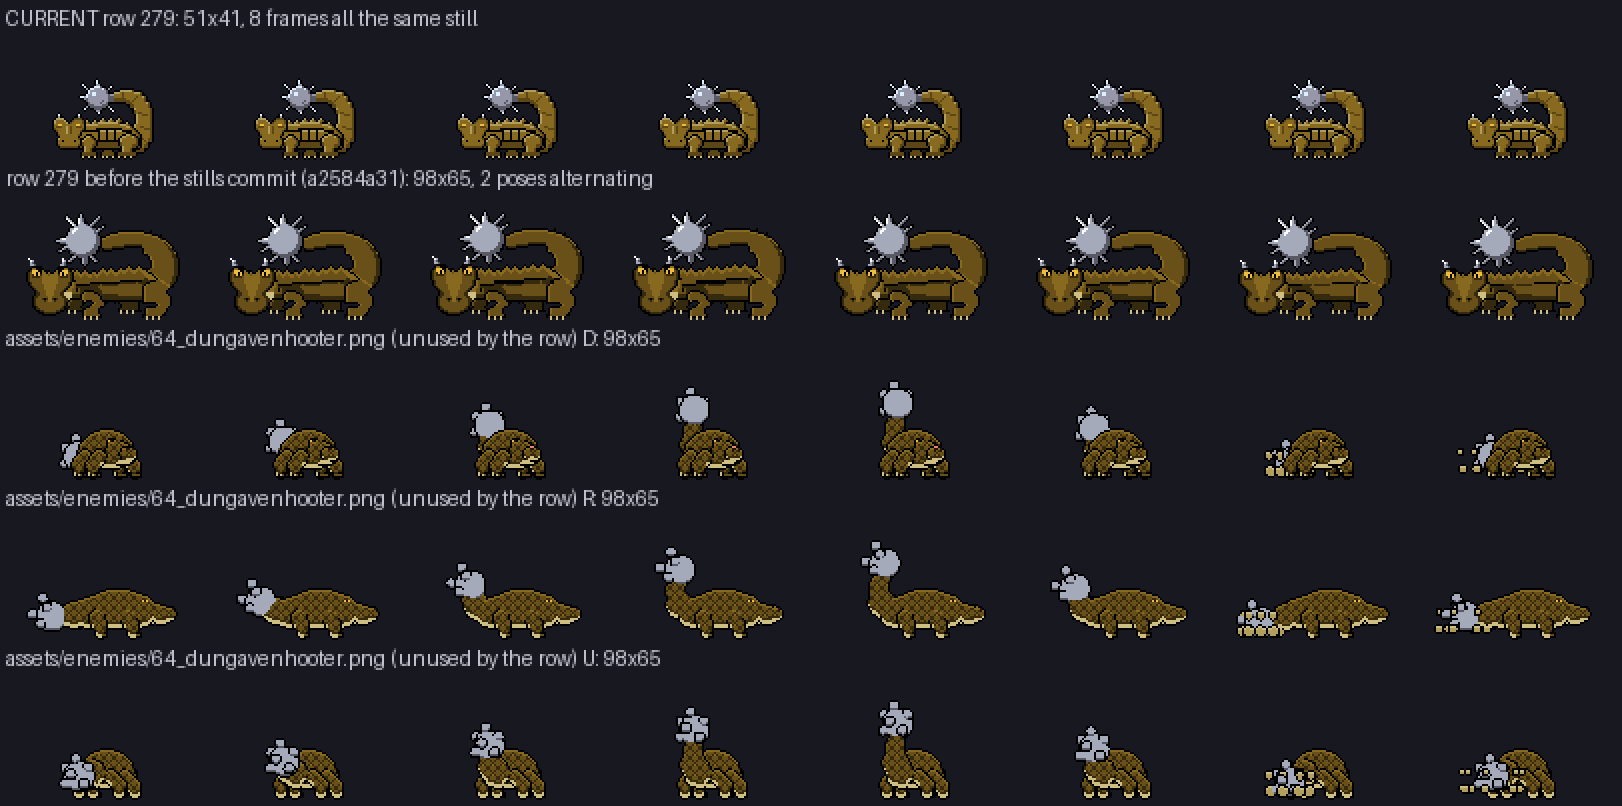 CURRENT row 279: 51x41, 8 frames all the same still
row 279 before the stills commit (a2584a31): 98x65, 2 poses alternating
assets/enemies/64_dungavenhooter.png (unused by the row) D: 98x65
assets/enemies/64_dungavenhooter.png (unused by the row) R: 98x65
assets/enemies/64_dungavenhooter.png (unused by the row) U: 98x65